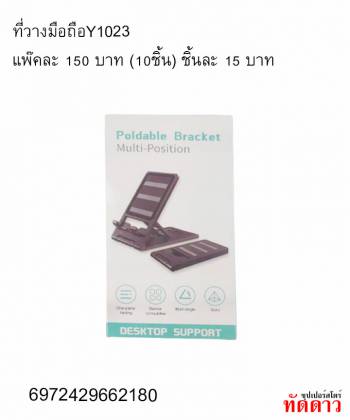 ที่วางมือถือY1023
แพ๊คละ 150 บาท (10ชิ้น) ชิ้นละ 15 บาท
Poldable Bracket
Multi-Position
DESKTOP SUPPORT
6972429662180
ซุปเปอร์สโตร์
ทัดดาว